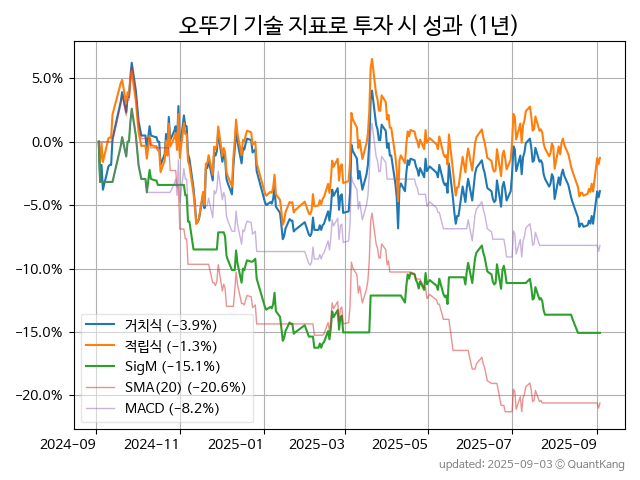 오뚜기 기술 지표로 투자 시 성과 (1년)
5.0%
0.0%
−5.0%
−10.0%
−15.0%
−20.0%
거치식 (−3.9%)
적립식 (−1.3%)
SigM (−15.1%)
SMA(20) (−20.6%)
MACD (−8.2%)
2024-09 2024-11 2025-01 2025-03 2025-05 2025-07 2025-09
updated: 2025-09-03 © QuantKang